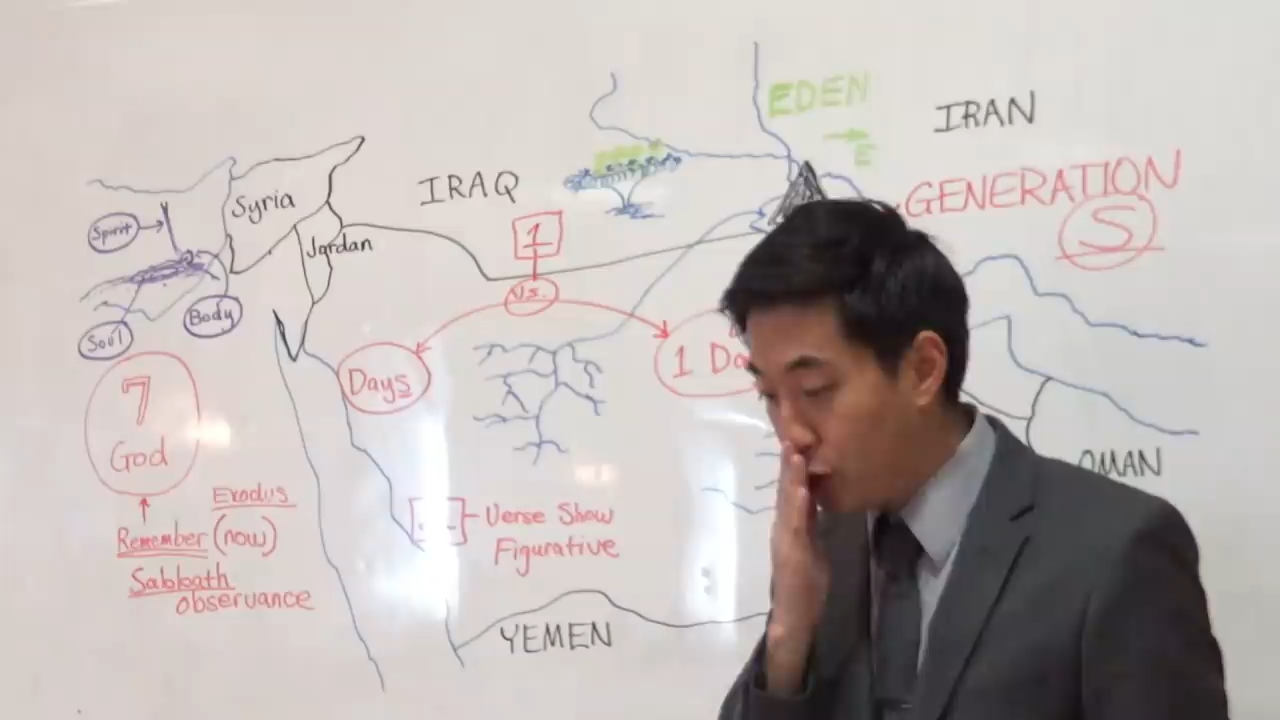 EDEN
E
IRAN
Syria
IRAQ
GENERATION
S
Spirit
Jordan
1
vs.
Body
Soul
Days
1 Da
7
God
OMAN
Exodus
Remember (now)
Sabbath
observance
Verse Show
Figurative
YEMEN